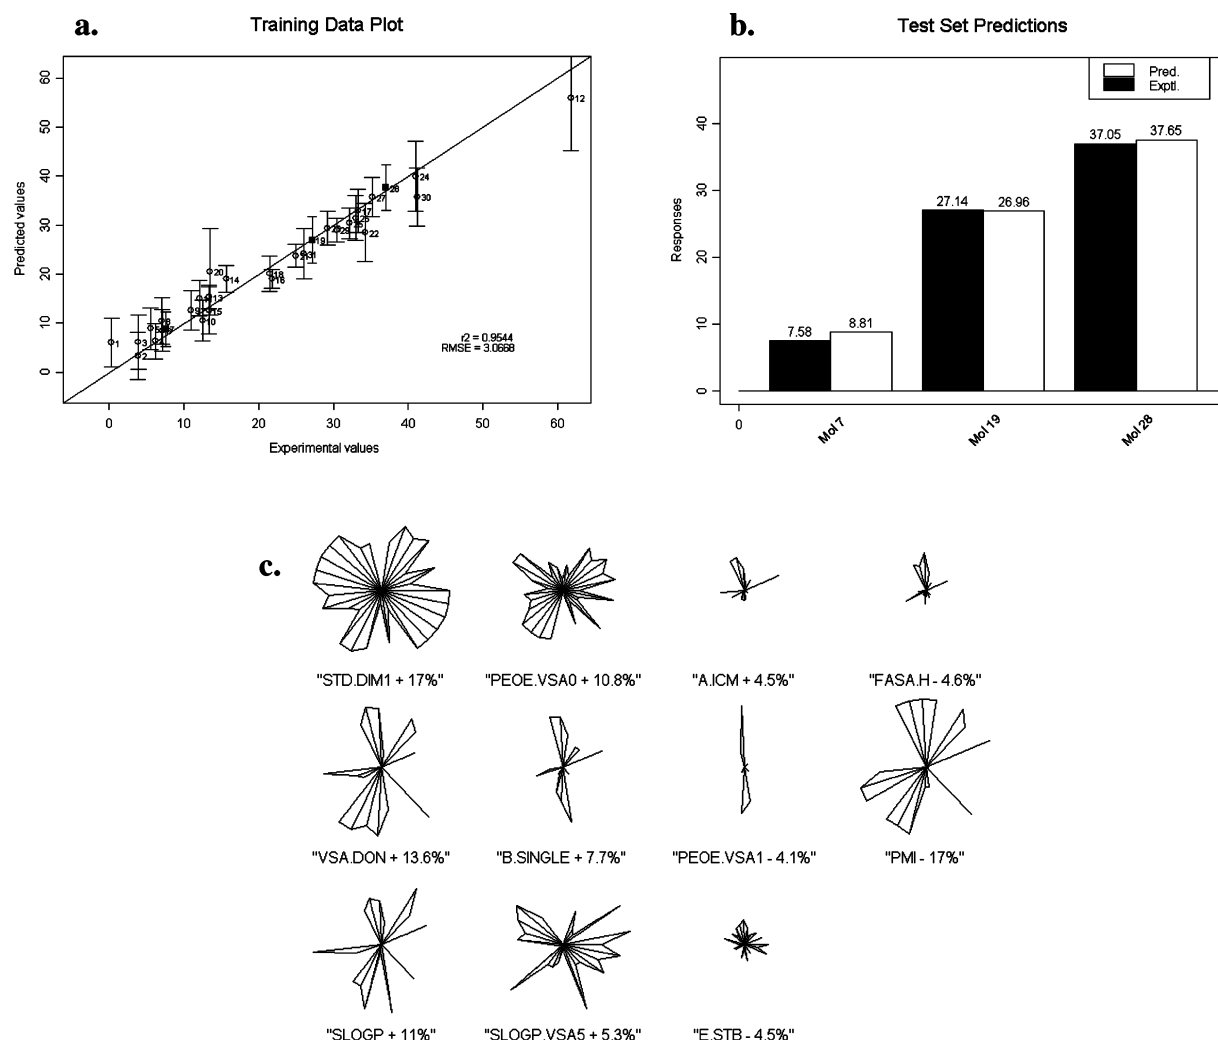 a.
Training Data Plot
Predicted values
60
50
40
30
20
10
0
12
24
30
28
27
17
22
19
20
14
18
16
13
15
10
1
3
2
r2 = 0.9544
RMSE = 3.0668
0 10 20 30 40 50 60
Experimental values
b.
Test Set Predictions
Pred.
Exptl.
Responses
40
30
20
10
0
7.58 8.81
27.14 26.96
37.05 37.65
0 Mol 7 Mol 19 Mol 28
c.
"STD.DIM1 + 17%" "PEOE.VSA0 + 10.8%" "A.ICM + 4.5%" "FASA.H - 4.6%"
"VSA.DON + 13.6%" "B.SINGLE + 7.7%" "PEOE.VSA1 - 4.1%" "PMI - 17%"
"SLOGP + 11%" "SLOGP.VSA5 + 5.3%" "E.STB - 4.5%"